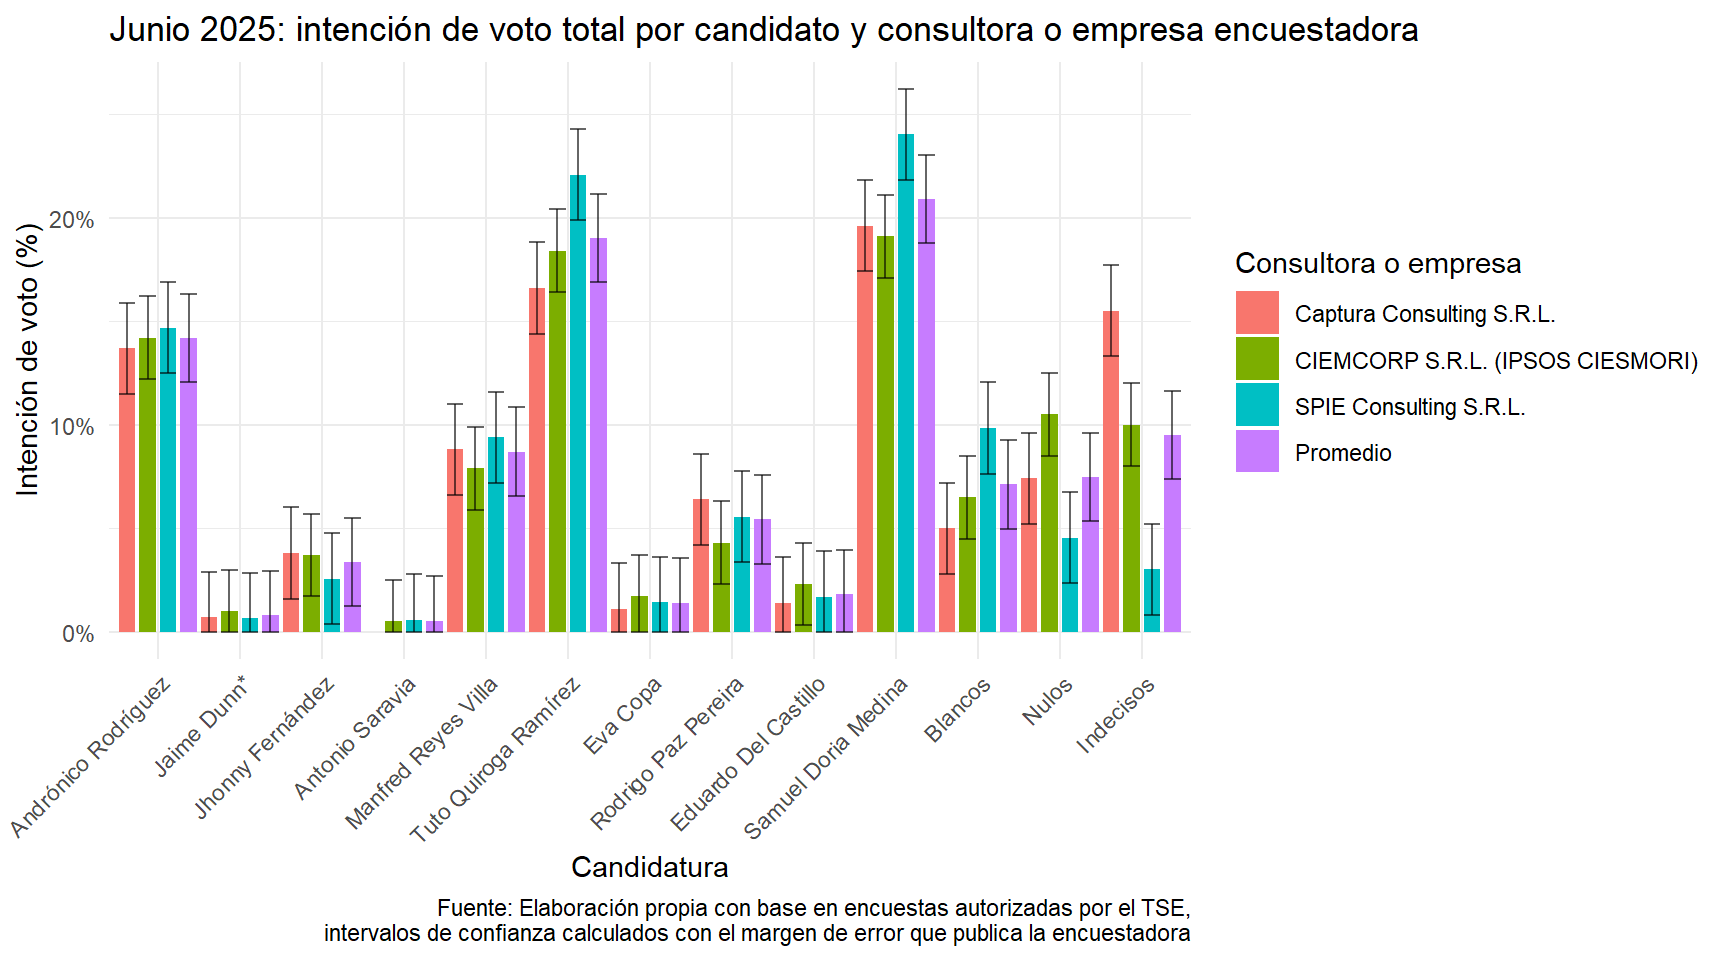 Junio 2025: intención de voto total por candidato y consultora o empresa encuestadora
Intención de voto (%)
20%
10%
0%
Andrónico Rodríguez
Jaime Dunn*
Jhonny Fernández
Antonio Saravia
Manfred Reyes Villa
Tuto Quiroga Ramírez
Eva Copa
Rodrigo Paz Pereira
Eduardo Del Castillo
Samuel Doria Medina
Blancos
Nulos
Indecisos
Candidatura
Consultora o empresa
Captura Consulting S.R.L.
CIEMCORP S.R.L. (IPSOS CIESMORI)
SPIE Consulting S.R.L.
Promedio
Fuente: Elaboración propia con base en encuestas autorizadas por el TSE,
intervalos de confianza calculados con el margen de error que publica la encuestadora